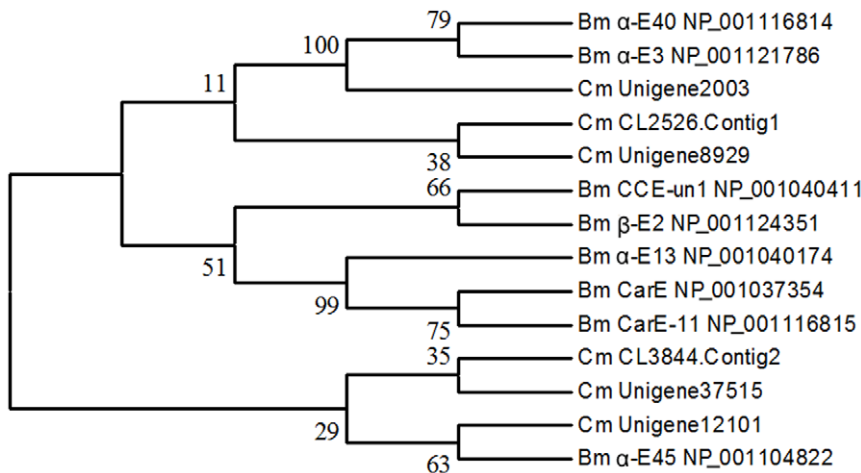 79
Bm α-E40 NP_001116814
100
Bm α-E3 NP_001121786
11
Cm Unigene2003
Cm CL2526.Contig1
38
Cm Unigene8929
66
Bm CCE-un1 NP_001040411
Bm β-E2 NP_001124351
51
Bm α-E13 NP_001040174
99
Bm CarE NP_001037354
75
Bm CarE-11 NP_001116815
35
Cm CL3844.Contig2
Cm Unigene37515
29
Cm Unigene12101
63
Bm α-E45 NP_001104822